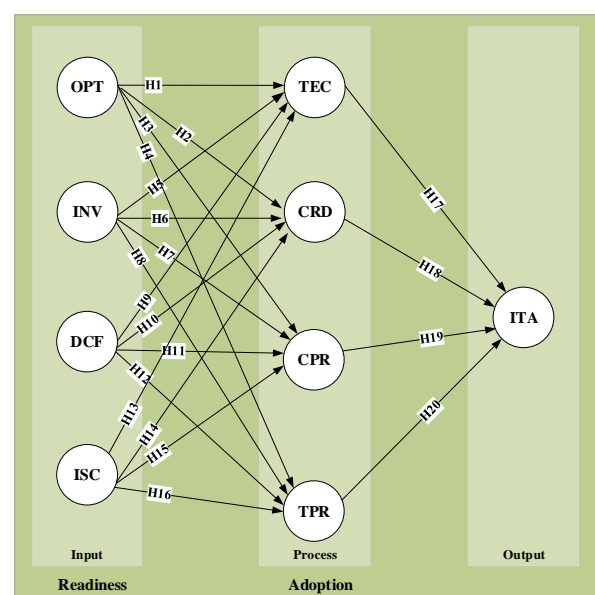 OPT
H1
TEC
H3
H2
H4
H5
INV
H6
CRD
H17
H7
H8
H18
H9
H10
ITA
DCF
H11
CPR
H19
H12
H13
H14
H15
H20
ISC
H16
TPR
Input
Process
Output
Readiness
Adoption